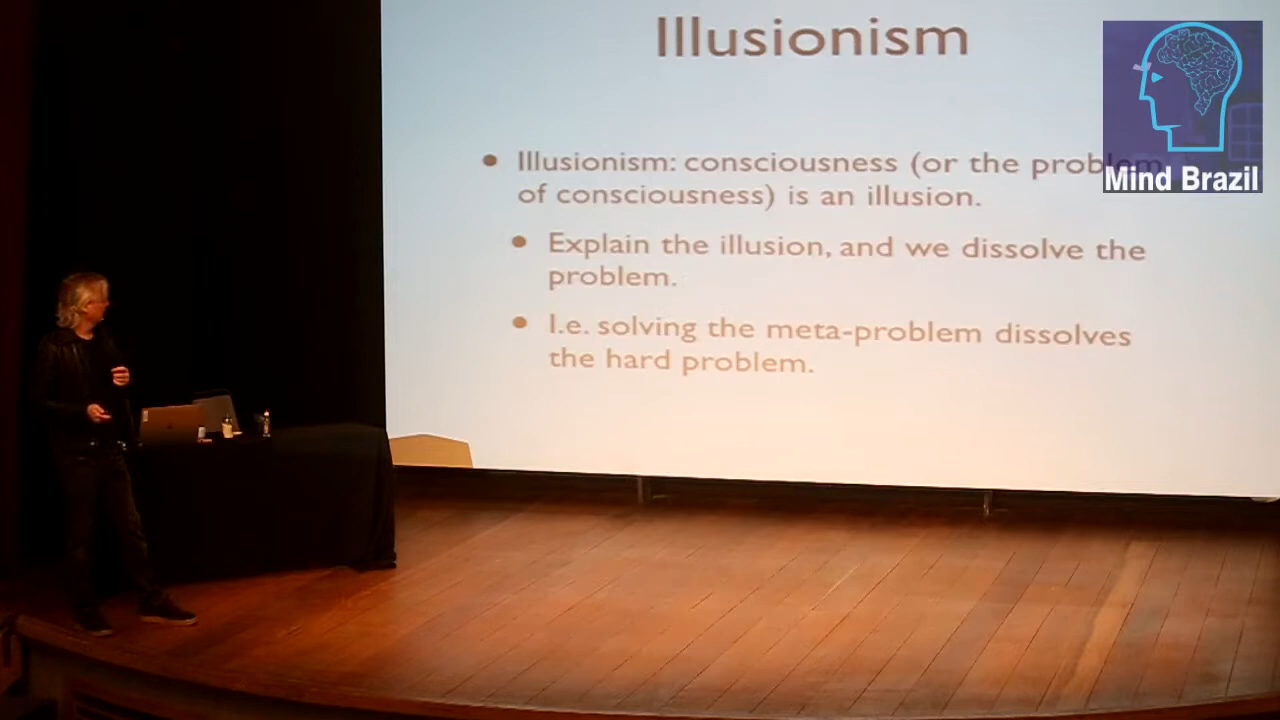 Illusionism
• Illusionism: consciousness (or the problem
of consciousness) is an illusion.
• Explain the illusion, and we dissolve the
problem.
• I.e. solving the meta-problem dissolves
the hard problem.
Mind Brazil